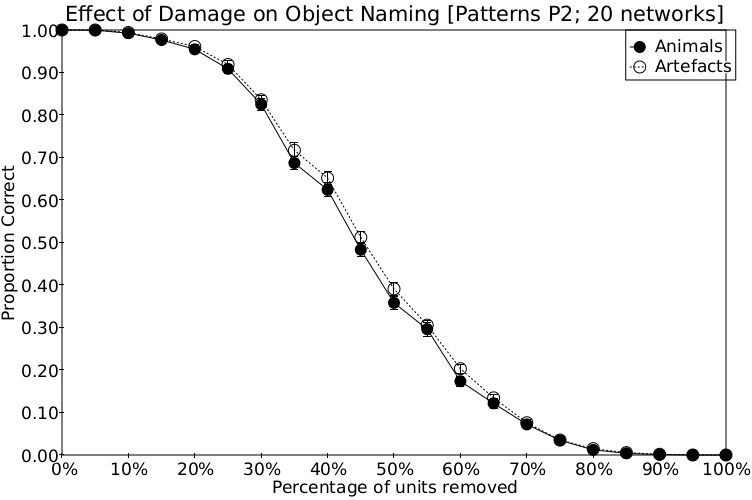 Effect of Damage on Object Naming [Patterns P2; 20 networks]
Animals
Artefacts
Proportion Correct
1.00
0.90
0.80
0.70
0.60
0.50
0.40
0.30
0.20
0.10
0.00
0% 10% 20% 30% 40% 50% 60% 70% 80% 90% 100%
Percentage of units removed